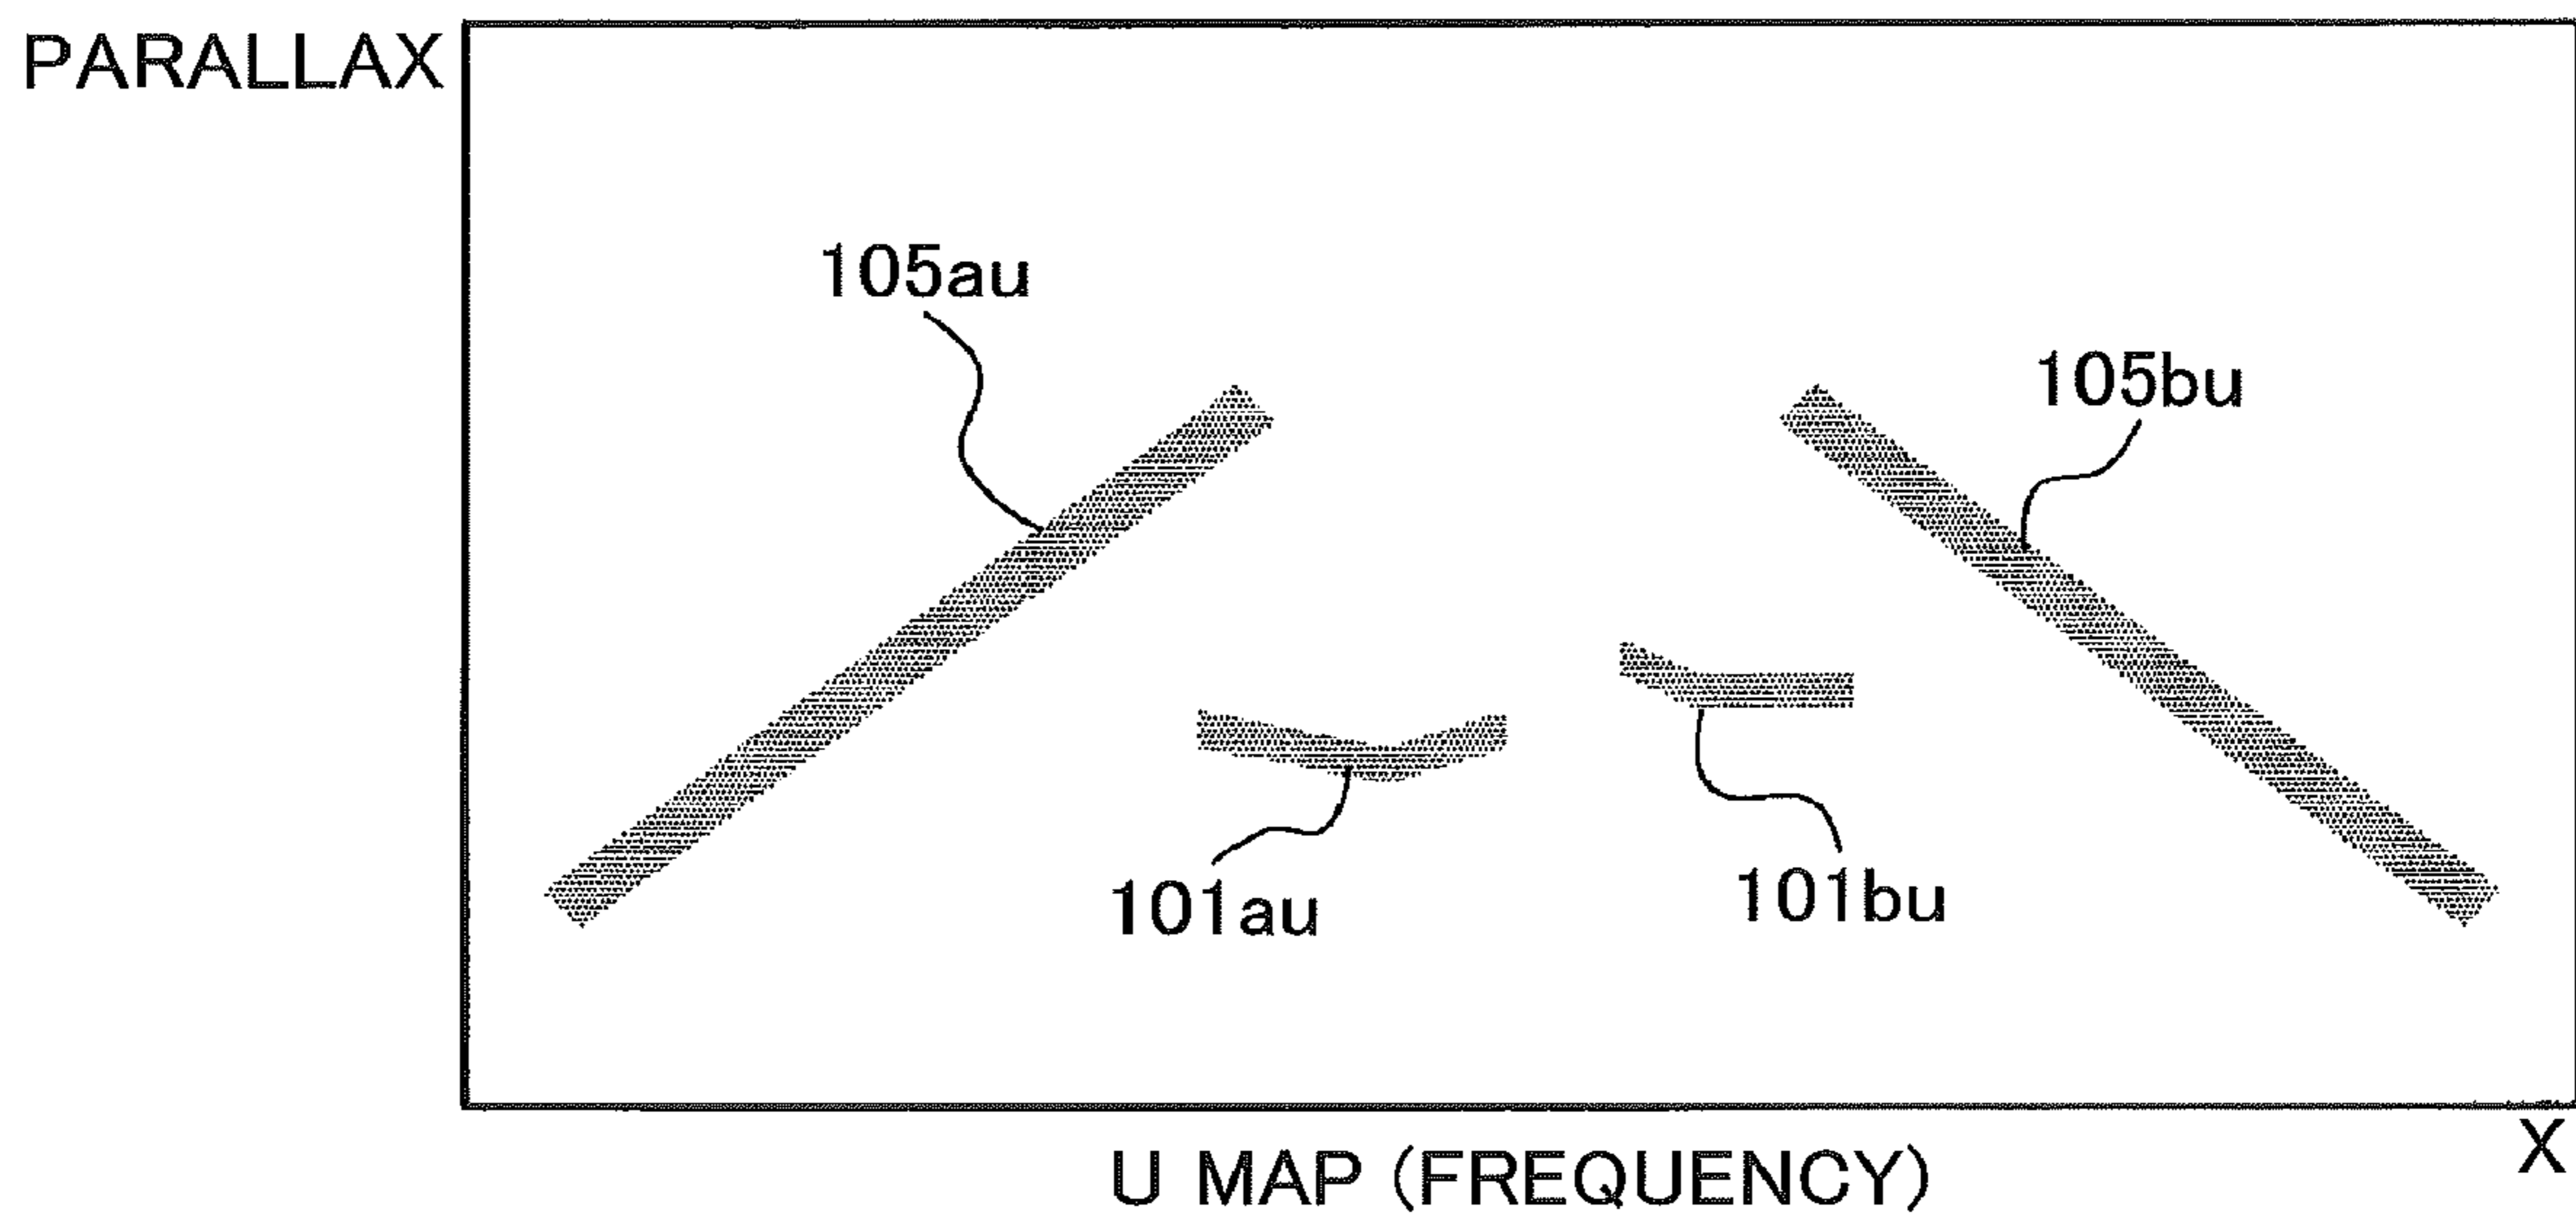 PARALLAX
105au
105bu
101au
101bu
X
U MAP (FREQUENCY)